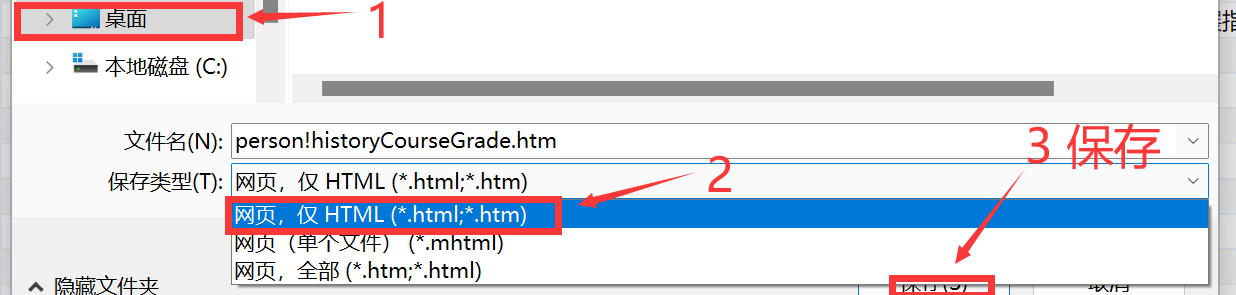 桌面
1
本地磁盘 (C:)
文件名(N):
person!historyCourseGrade.htm
3 保存
保存类型(T):
网页，仅 HTML (*.html;*.htm)
2
网页，仅 HTML (*.html;*.htm)
网页（单个文件） (*.mhtml)
网页，全部 (*.htm;*.html)
隐藏文件夹
保存(S)
取消